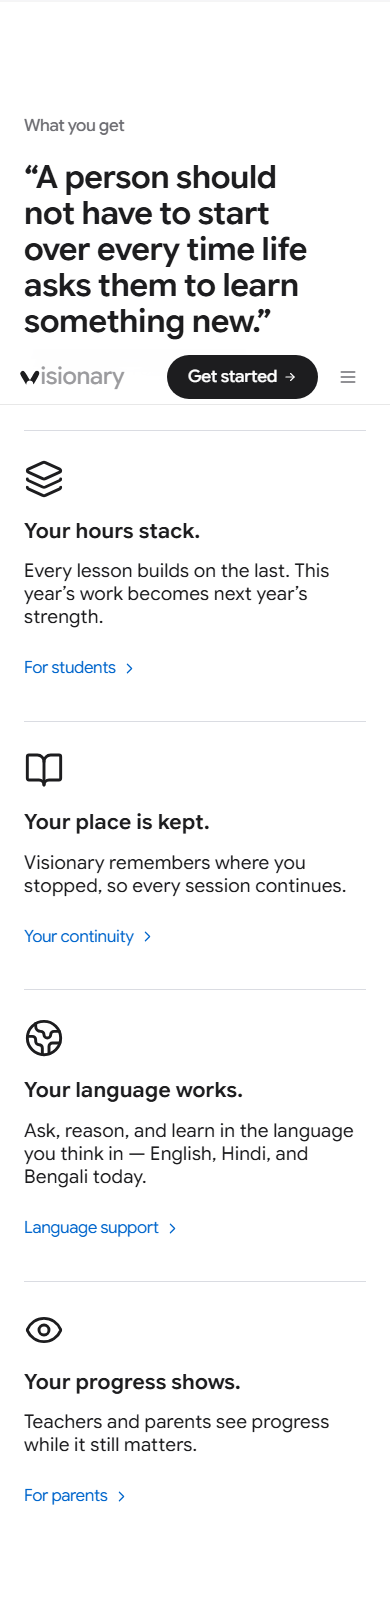 What you get
“A person should
not have to start
over every time life
asks them to learn
something new.”
visionary
Get started →
Your hours stack.
Every lesson builds on the last. This
year’s work becomes next year’s
strength.
For students
Your place is kept.
Visionary remembers where you
stopped, so every session continues.
Your continuity
Your language works.
Ask, reason, and learn in the language
you think in — English, Hindi, and
Bengali today.
Language support
Your progress shows.
Teachers and parents see progress
while it still matters.
For parents